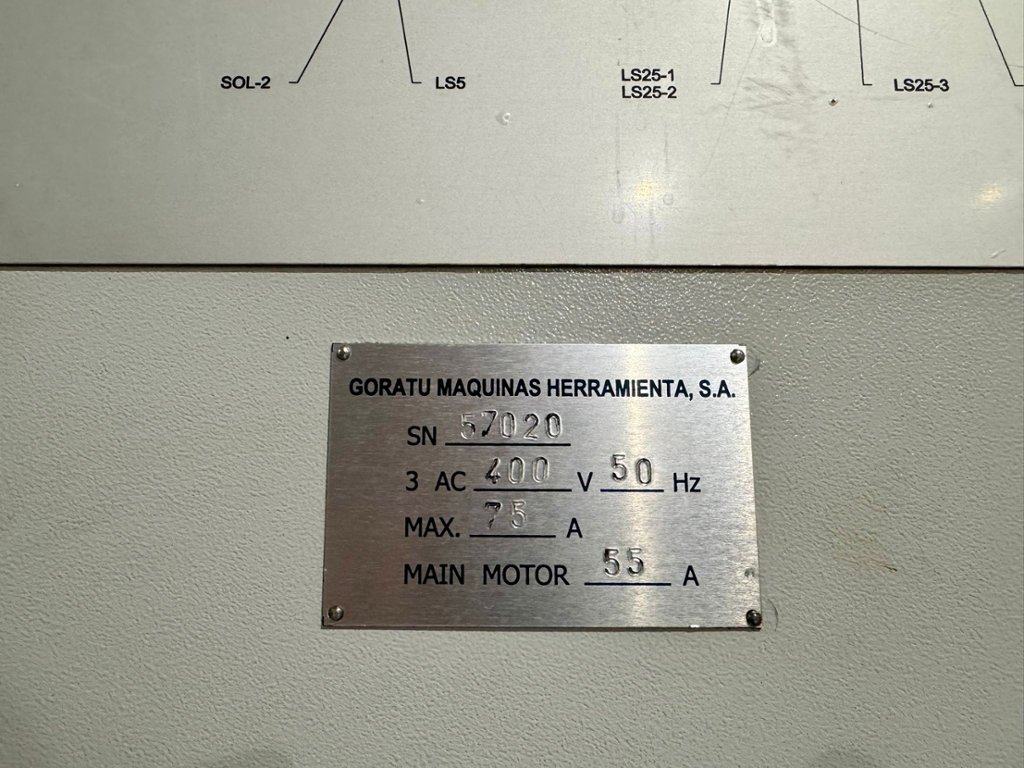 SOL-2
LS5
LS25-1
LS25-2
LS25-3
GORATU MAQUINAS HERRAMIENTA, S.A.
SN 57020
3 AC 400 V 50 Hz
MAX. 75 A
MAIN MOTOR 55 A